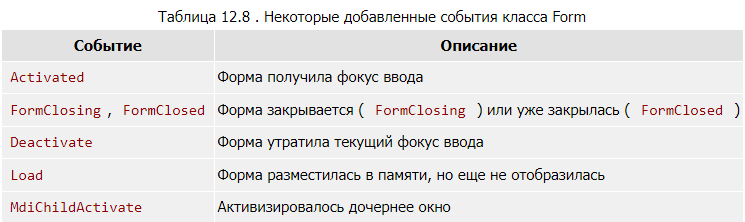 Таблица 12.8 . Некоторые добавленные события класса Form
Событие Описание
Activated Форма получила фокус ввода
FormClosing , FormClosed Форма закрывается ( FormClosing ) или уже закрылась ( FormClosed )
Deactivate Форма утратила текущий фокус ввода
Load Форма разместилась в памяти, но еще не отобразилась
MdiChildActivate Активизировалось дочернее окно